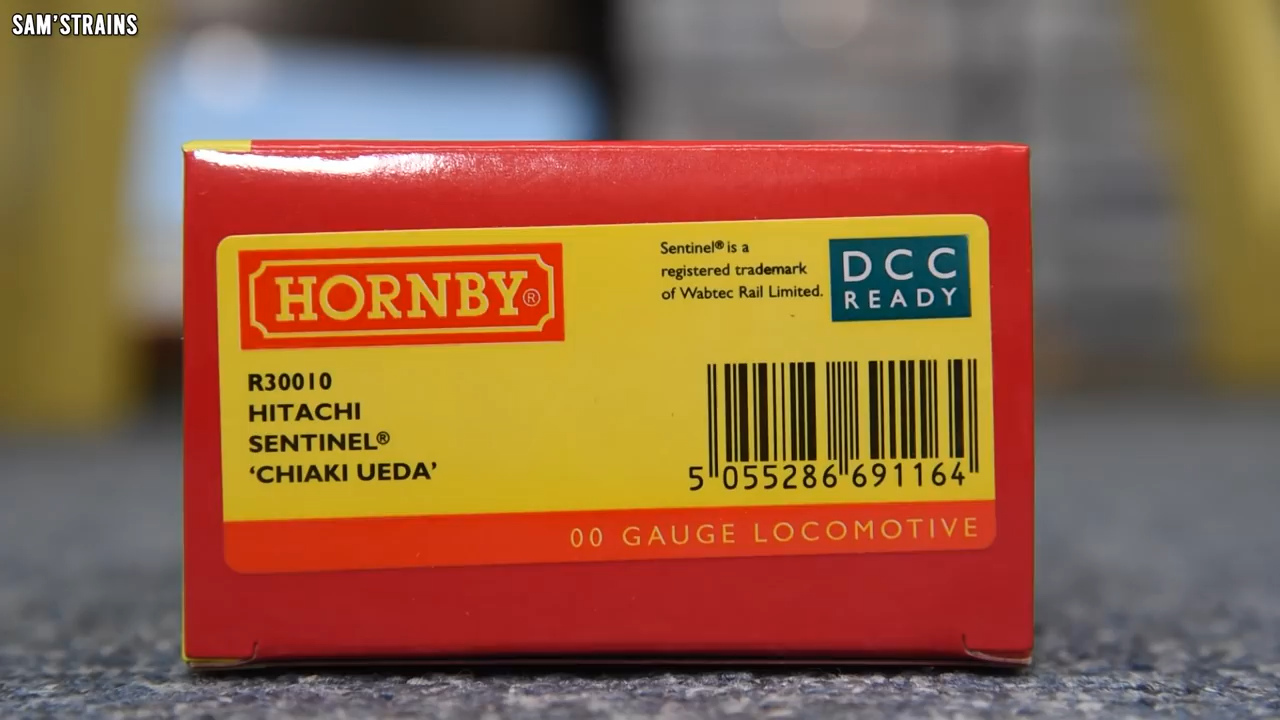 SAM'STRAINS
HORNBY®
Sentinel® is a
registered trademark
of Wabtec Rail Limited.
DCC
READY
R30010
HITACHI
SENTINEL®
‘CHIAKI UEDA’
5 055286 691164
00 GAUGE LOCOMOTIVE